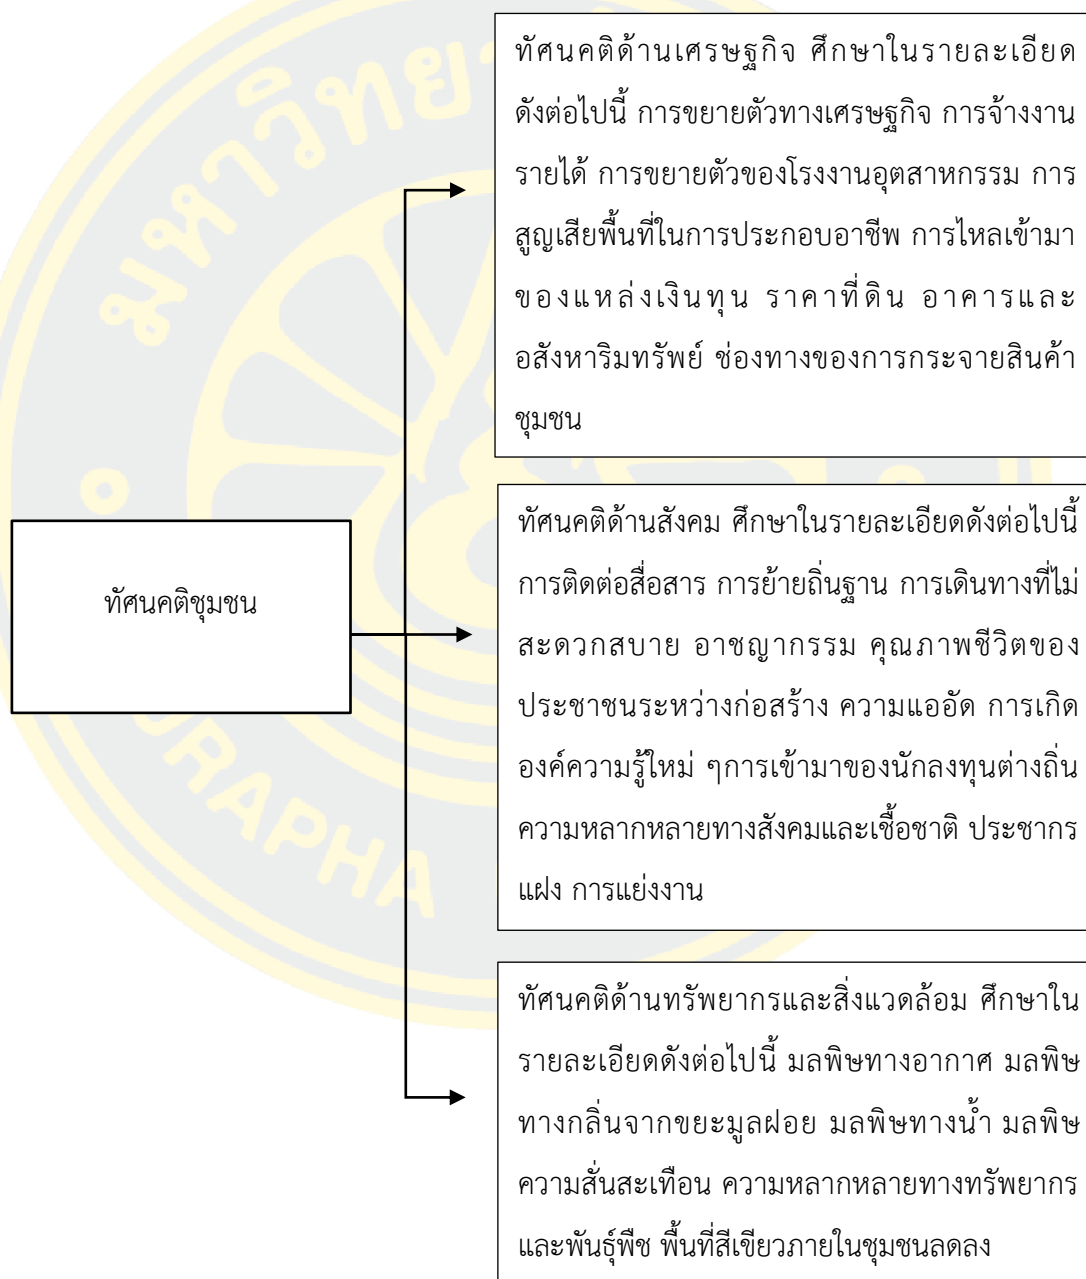 ทัศนคติด้านเศรษฐกิจ ศึกษาในรายละเอียด
ดังต่อไปนี้ การขยายตัวทางเศรษฐกิจ การจ้างงาน
รายได้ การขยายตัวของโรงงานอุตสาหกรรม การ
สูญเสียพื้นที่ในการประกอบอาชีพ การไหลเข้ามา
ของแหล่งเงินทุน ราคาที่ดิน อาคารและ
อสังหาริมทรัพย์ ช่องทางของการกระจายสินค้า
ชุมชน
ทัศนคติชุมชน
ทัศนคติด้านสังคม ศึกษาในรายละเอียดดังต่อไปนี้
การติดต่อสื่อสาร การย้ายถิ่นฐาน การเดินทางที่ไม่
สะดวกสบาย อาชญากรรม คุณภาพชีวิตของ
ประชาชนระหว่างก่อสร้าง ความแออัด การเกิด
องค์ความรู้ใหม่ ๆการเข้ามาของนักลงทุนต่างถิ่น
ความหลากหลายทางสังคมและเชื้อชาติ ประชากร
แฝง การแย่งงาน
ทัศนคติด้านทรัพยากรและสิ่งแวดล้อม ศึกษาใน
รายละเอียดดังต่อไปนี้ มลพิษทางอากาศ มลพิษ
ทางกลิ่นจากขยะมูลฝอย มลพิษทางน้ำ มลพิษ
ความสั่นสะเทือน ความหลากหลายทางทรัพยากร
และพันธุ์พืช พื้นที่สีเขียวภายในชุมชนลดลง
มหาวิทย
URAPHA